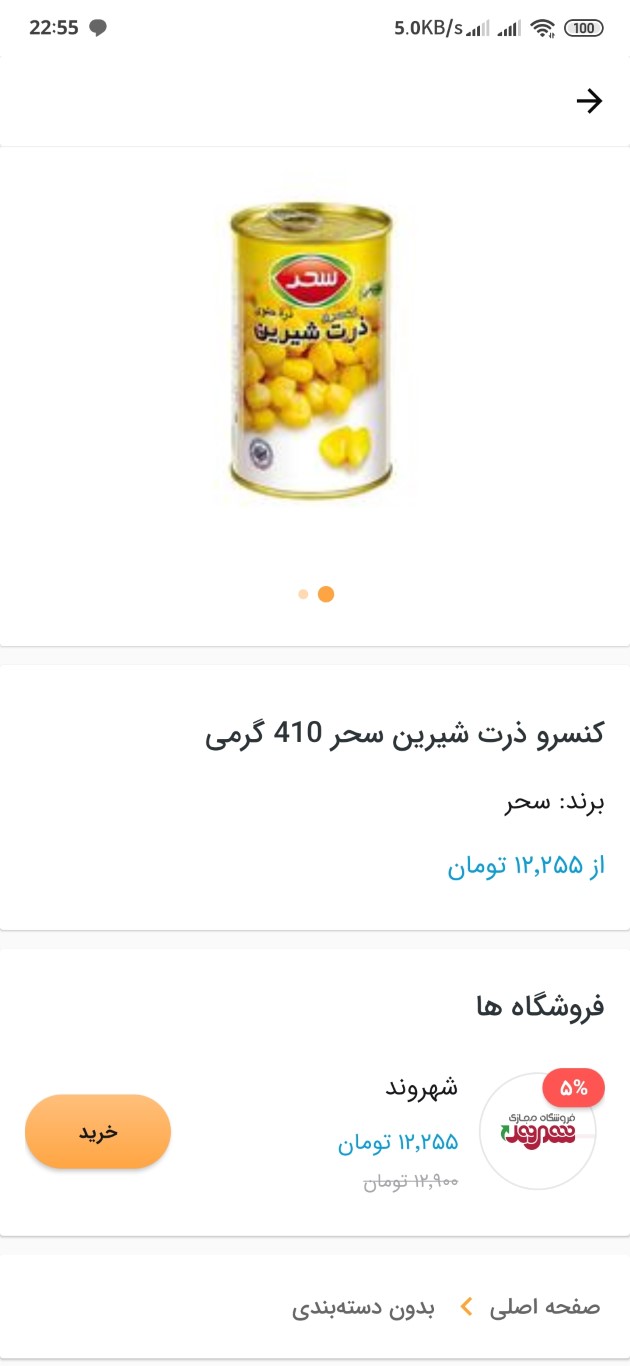 22:55
5.0KB/s
100
سحر
ذرت شیرین
کنسرو ذرت شیرین سحر 410 گرمی
برند: سحر
از ۱۲,۲۵۵ تومان
فروشگاه ها
۵%
فروشگاه مجازی
شهروند
شهروند
۱۲,۲۵۵ تومان
۱۲,۹۰۰ تومان
خرید
صفحه اصلی
بدون دسته‌بندی